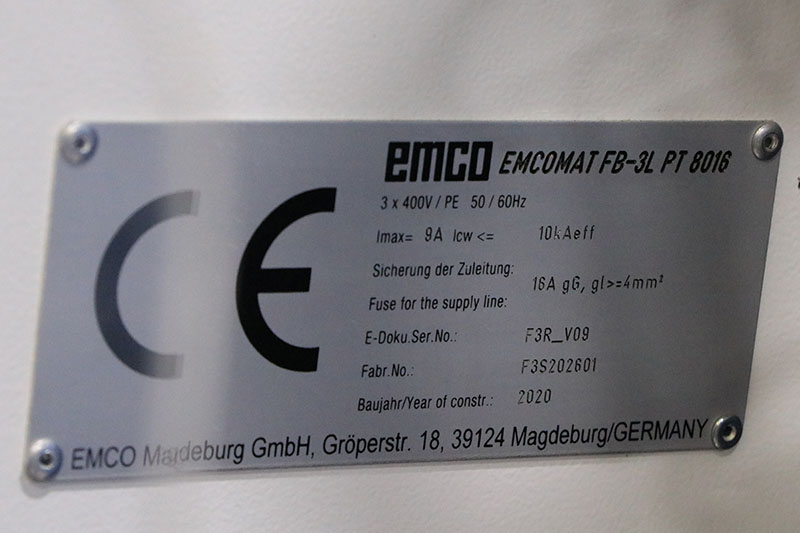 CE
emco EMCOMAT FB-3L PT 8016
3 x 400V / PE 50 / 60Hz
Imax= 9A Icw <= 10kAeff
Sicherung der Zuleitung:
16A gG, gl>=4mm²
Fuse for the supply line:
E-Doku.Ser.No.: F3R_V09
Fabr.No.: F3S202601
Baujahr/Year of constr.: 2020
EMCO Magdeburg GmbH, Gröperstr. 18, 39124 Magdeburg/GERMANY